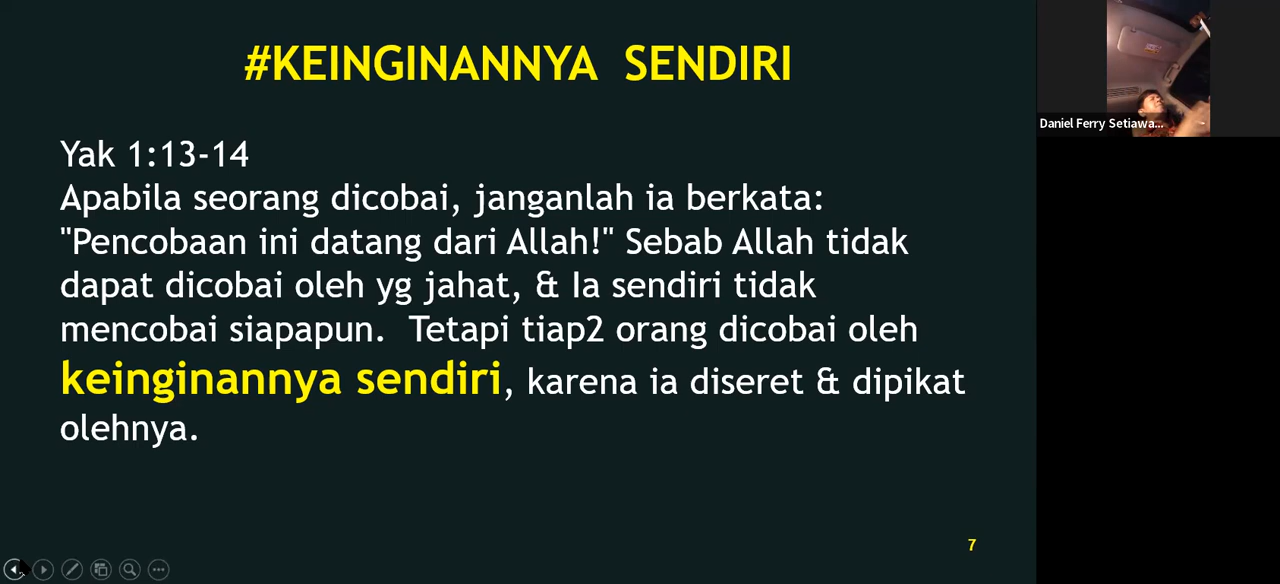 #KEINGINANNYA SENDIRI
Yak 1:13-14
Apabila seorang dicobai, janganlah ia berkata:
"Pencobaan ini datang dari Allah!" Sebab Allah tidak
dapat dicobai oleh yg jahat, & Ia sendiri tidak
mencobai siapapun. Tetapi tiap2 orang dicobai oleh
keinginannya sendiri, karena ia diseret & dipikat
olehnya.
7
Daniel Ferry Setiawa...